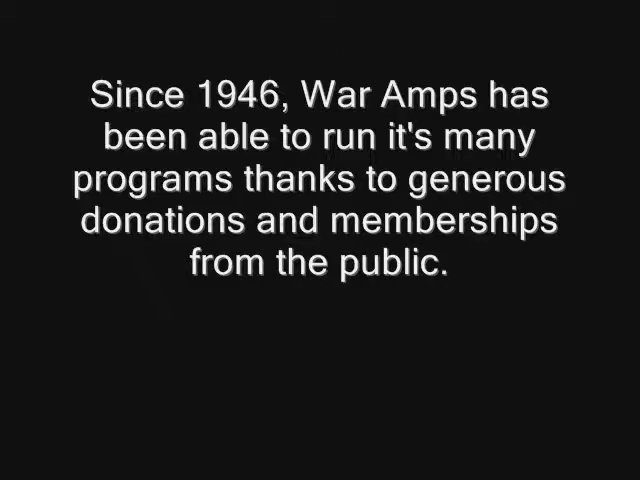 Since 1946, War Amps has
been able to run it's many
programs thanks to generous
donations and memberships
from the public.